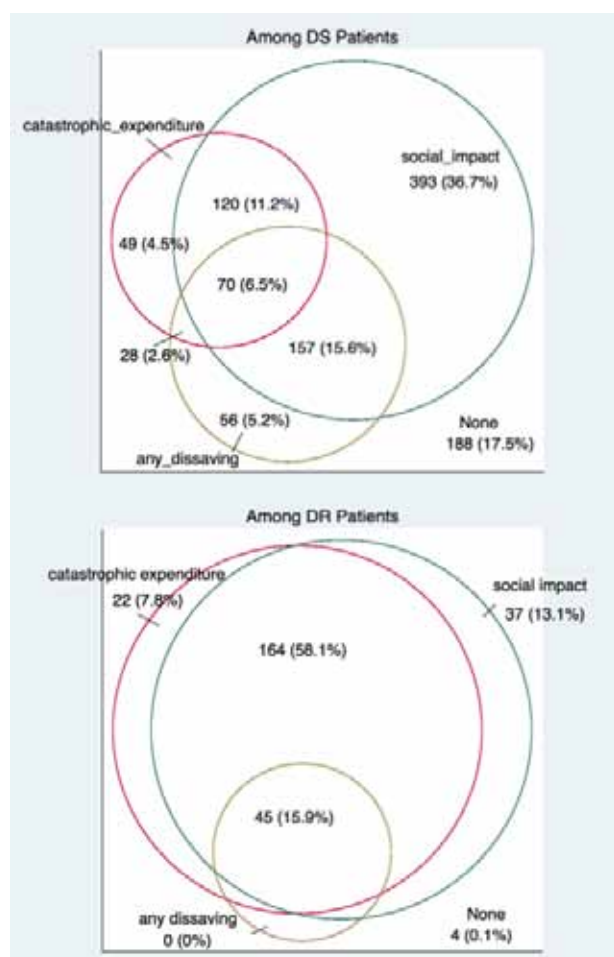 Among DS Patients
catastrophic_expenditure
social_impact
393 (36.7%)
120 (11.2%)
49 (4.5%)
70 (6.5%)
28 (2.6%)
157 (15.6%)
56 (5.2%)
None
188 (17.5%)
any_dissaving
Among DR Patients
catastrophic expenditure
22 (7.8%)
social impact
37 (13.1%)
164 (58.1%)
45 (15.9%)
any dissaving
0 (0%)
None
4 (0.1%)